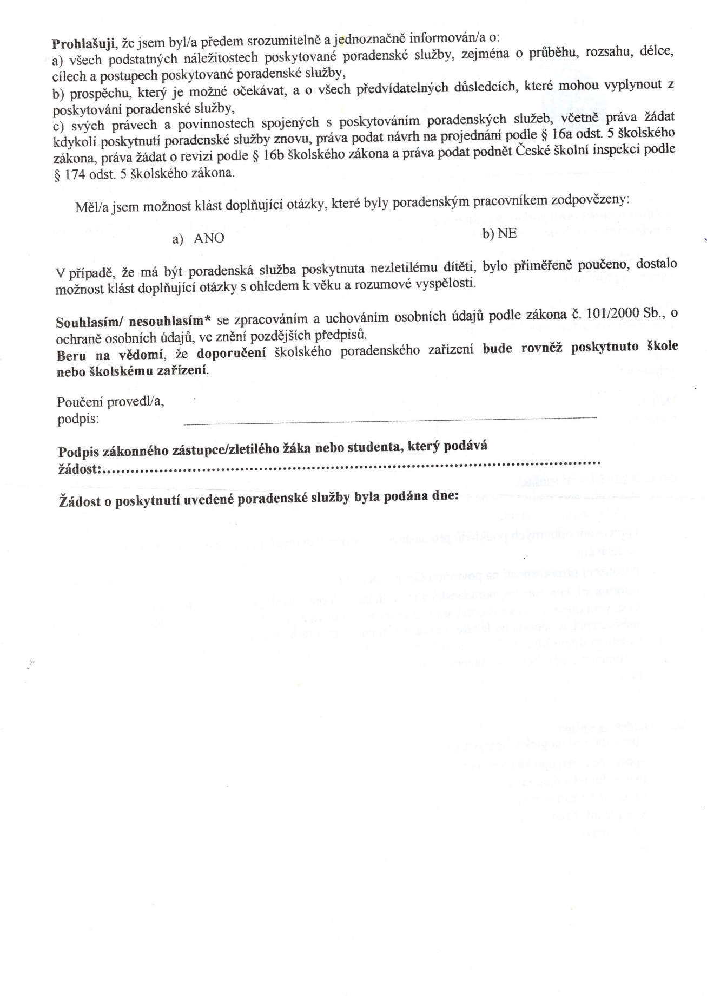 Prohlašuji, že jsem byl/a předem srozumitelně a jednoznačně informován/a o:
a) všech podstatných náležitostech poskytované poradenské služby, zejména o průběhu, rozsahu, délce,
cílech a postupech poskytované poradenské služby,
b) prospěchu, který je možné očekávat, a o všech předvídatelných důsledcích, které mohou vyplynout z
poskytování poradenské služby,
c) svých právech a povinnostech spojených s poskytováním poradenských služeb, včetně práva žádat
kdykoli poskytnutí poradenské služby znovu, práva podat návrh na projednání podle § 16a odst. 5 školského
zákona, práva žádat o revizi podle § 16b školského zákona a práva podat podnět České školní inspekci podle
§ 174 odst. 5 školského zákona.
Měl/a jsem možnost klást doplňující otázky, které byly poradenským pracovníkem zodpovězeny:
a) ANO b) NE
V případě, že má být poradenská služba poskytnuta nezletilému dítěti, bylo přiměřeně poučeno, dostalo
možnost klást doplňující otázky s ohledem k věku a rozumové vyspělosti.
Souhlasím/ nesouhlasím* se zpracováním a uchováním osobních údajů podle zákona č. 101/2000 Sb., o
ochraně osobních údajů, ve znění pozdějších předpisů.
Beru na vědomí, že doporučení školského poradenského zařízení bude rovněž poskytnuto škole
nebo školskému zařízení.
Poučení provedl/a,
podpis:
Podpis zákonného zástupce/zletilého žáka nebo studenta, který podává
žádost:..........................................................................................
Žádost o poskytnutí uvedené poradenské služby byla podána dne: